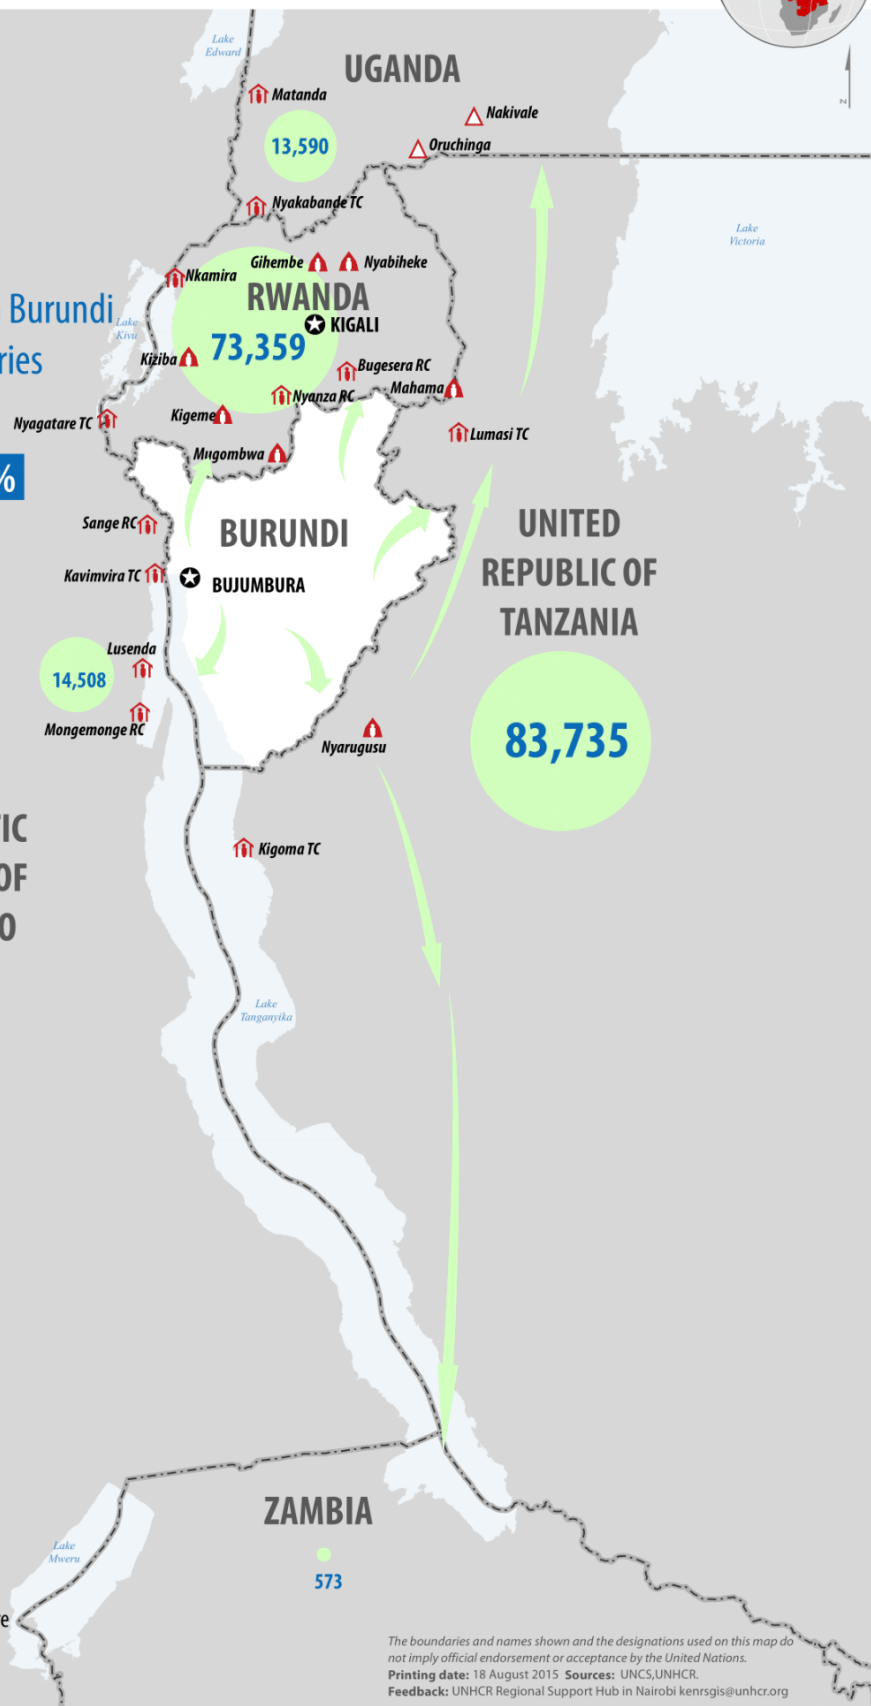 Lake
Edward
UGANDA
Matanda
Nakivale
13,590
Oruchinga
N
Nyakabande TC
Lake
Victoria
Gihembe
Nyabiheke
Nkamira
RWANDA
Burundi
Lake
Kivu
KIGALI
73,359
ries
Kiziba
Bugesera RC
Mahama
Nyanza RC
Nyagatare TC
Kigeme
Lumasi TC
Mugombwa
%
Sange RC
BURUNDI
UNITED
REPUBLIC OF
TANZANIA
Kavimvira TC
BUJUMBURA
Lusenda
14,508
Mongemonge RC
Nyarugusu
83,735
TIC
OF
O
Kigoma TC
Lake
Tanganyika
ZAMBIA
Lake
Mweru
573
re
The boundaries and names shown and the designations used on this map do
not imply official endorsement or acceptance by the United Nations.
Printing date: 18 August 2015 Sources: UNCS,UNHCR.
Feedback: UNHCR Regional Support Hub in Nairobi kenrsgis@unhcr.org